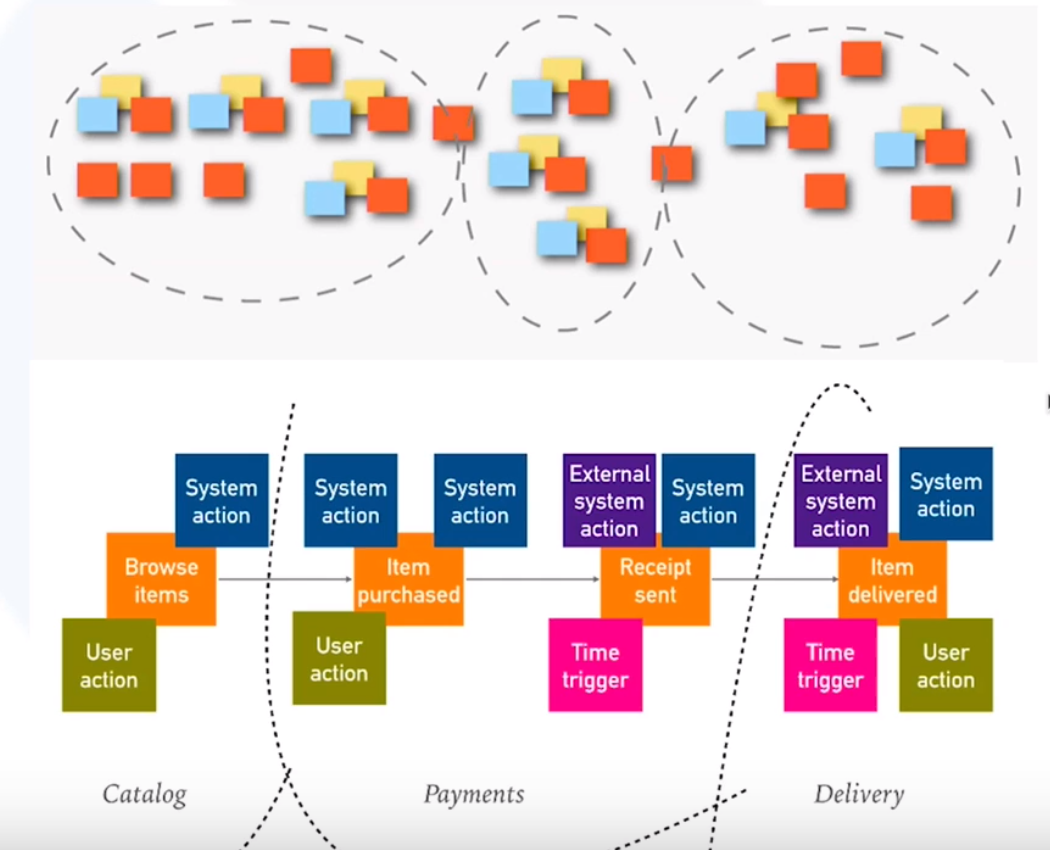 System
action
System
action
System
action
External
system
action
System
action
External
system
action
System
action
Browse
items
Item
purchased
Receipt
sent
Item
delivered
User
action
User
action
Time
trigger
Time
trigger
User
action
Catalog
Payments
Delivery